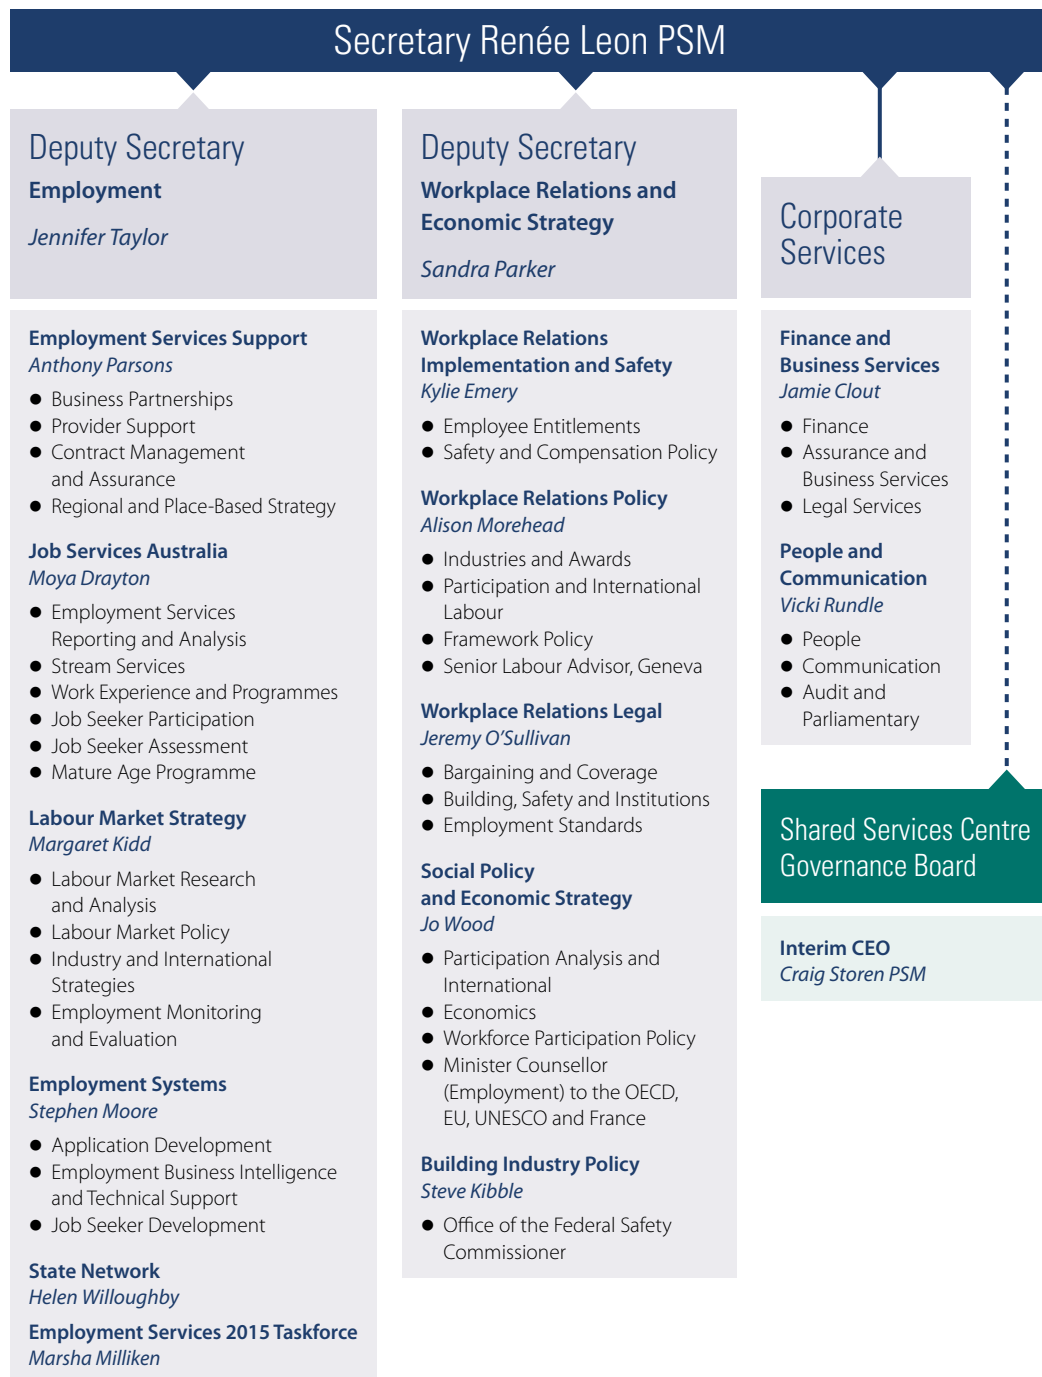 Secretary Renée Leon PSM
Deputy Secretary
Employment
Jennifer Taylor
Employment Services Support
Anthony Parsons
● Business Partnerships
● Provider Support
● Contract Management
and Assurance
● Regional and Place-Based Strategy
Job Services Australia
Moya Drayton
● Employment Services
Reporting and Analysis
● Stream Services
● Work Experience and Programmes
● Job Seeker Participation
● Job Seeker Assessment
● Mature Age Programme
Labour Market Strategy
Margaret Kidd
● Labour Market Research
and Analysis
● Labour Market Policy
● Industry and International
Strategies
● Employment Monitoring
and Evaluation
Employment Systems
Stephen Moore
● Application Development
● Employment Business Intelligence
and Technical Support
● Job Seeker Development
State Network
Helen Willoughby
Employment Services 2015 Taskforce
Marsha Milliken
Deputy Secretary
Workplace Relations and
Economic Strategy
Sandra Parker
Workplace Relations
Implementation and Safety
Kylie Emery
● Employee Entitlements
● Safety and Compensation Policy
Workplace Relations Policy
Alison Morehead
● Industries and Awards
● Participation and International
Labour
● Framework Policy
● Senior Labour Advisor, Geneva
Workplace Relations Legal
Jeremy O'Sullivan
● Bargaining and Coverage
● Building, Safety and Institutions
● Employment Standards
Social Policy
and Economic Strategy
Jo Wood
● Participation Analysis and
International
● Economics
● Workforce Participation Policy
● Minister Counsellor
(Employment) to the OECD,
EU, UNESCO and France
Building Industry Policy
Steve Kibble
● Office of the Federal Safety
Commissioner
Corporate
Services
Finance and
Business Services
Jamie Clout
● Finance
● Assurance and
Business Services
● Legal Services
People and
Communication
Vicki Rundle
● People
● Communication
● Audit and
Parliamentary
Shared Services Centre
Governance Board
Interim CEO
Craig Storen PSM